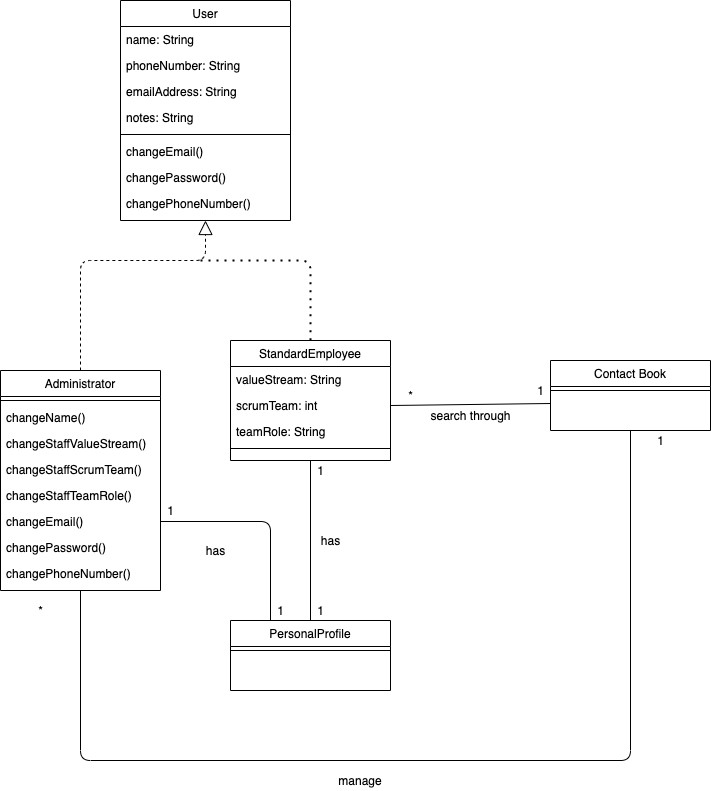 User
name: String
phoneNumber: String
emailAddress: String
notes: String
changeEmail()
changePassword()
changePhoneNumber()
StandardEmployee
valueStream: String
scrumTeam: int
teamRole: String
* 1
search through
Contact Book
1
Administrator
changeName()
changeStaffValueStream()
changeStaffScrumTeam()
changeStaffTeamRole()
changeEmail()
changePassword()
changePhoneNumber()
1
has
1
1
has
1
PersonalProfile
*
manage